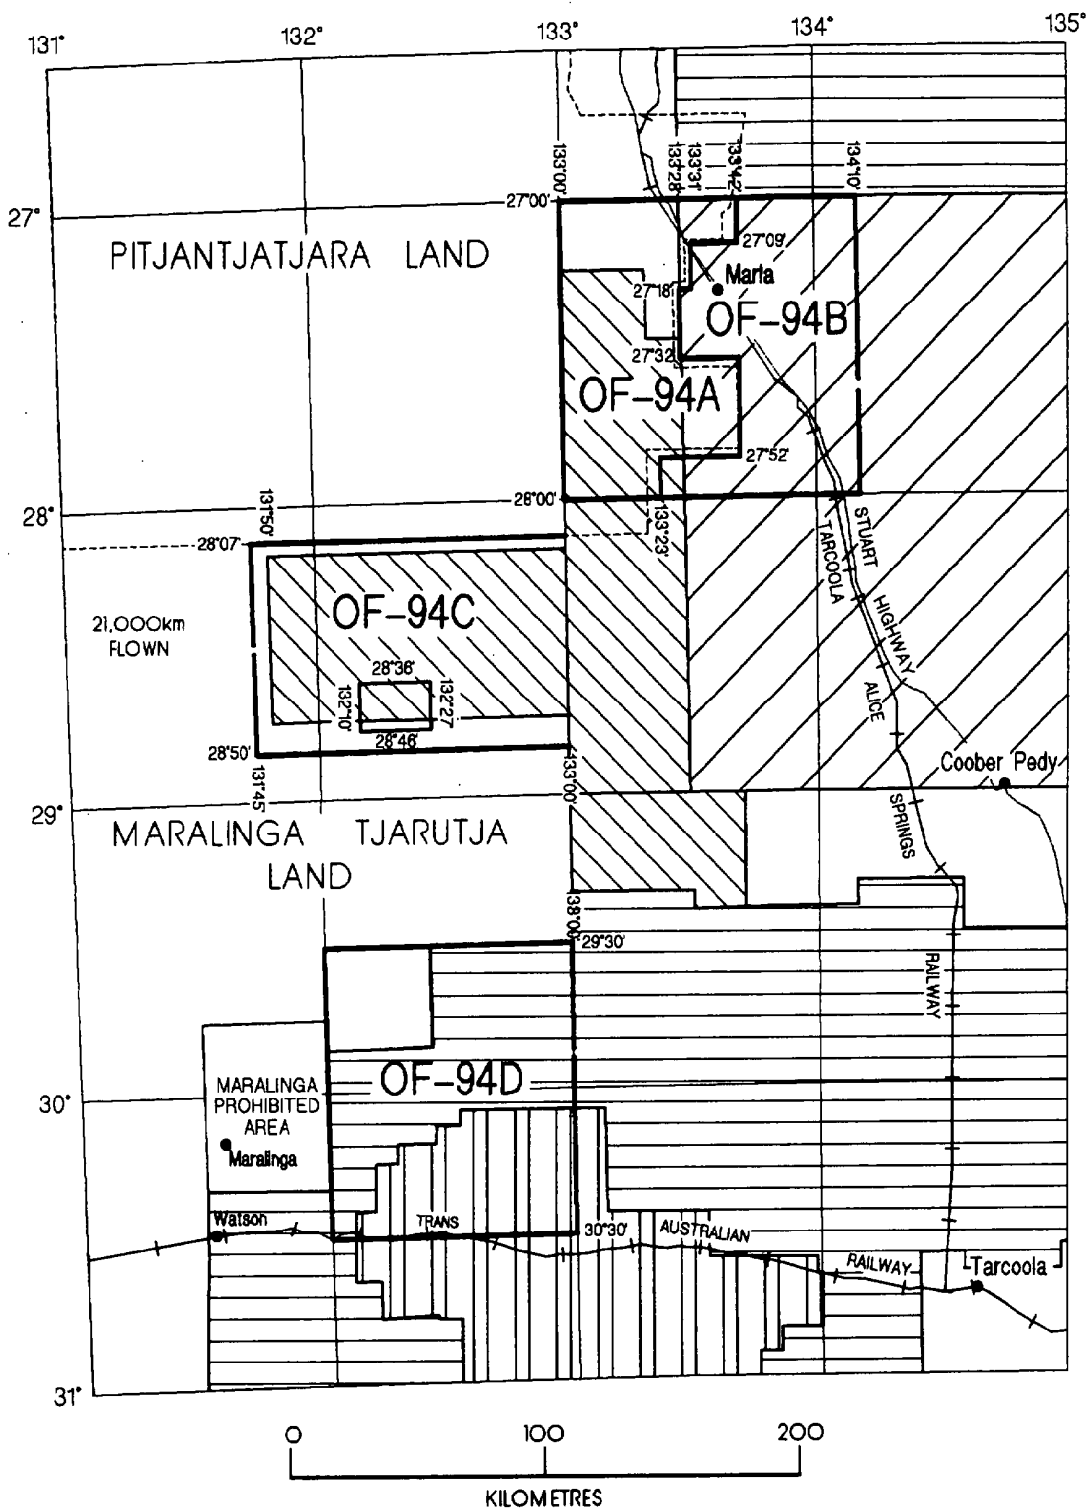 131°
132°
133°
134°
135°
133°00'
133°28'
133°31'
133°42'
134°10'
27°00'
27°
PITJANTJATJARA LAND
27°09'
Marla
27°18'
OF-94B
27°32'
OF-94A
27°52'
28°00'
133°23'
131°50'
28°
28°07'
STUART
HIGHWAY
TARCOOLA
ALICE
SPRINGS
RAILWAY
OF-94C
21,000km
FLOWN
28°36'
132°10'
132°27'
28°46'
28°50'
131°45'
133°00'
Coober Pedy
29°
MARALINGA TJARUTJA
LAND
138°00'
29°30'
OF-94D
30°
MARALINGA
PROHIBITED
AREA
Maralinga
Watson
TRANS
AUSTRALIAN
RAILWAY
30°30'
Tarcoola
31°
0
100
200
KILOMETRES